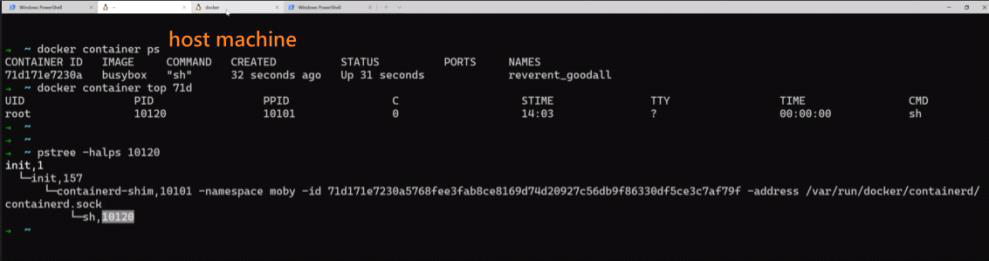 Windows PowerShell
~
docker
Windows PowerShell
host machine
→ ~ docker container ps
CONTAINER ID IMAGE COMMAND CREATED STATUS PORTS NAMES
71d171e7230a busybox "sh" 32 seconds ago Up 31 seconds reverent_goodall
→ ~ docker container top 71d
UID PID PPID C STIME TTY TIME CMD
root 10120 10101 0 14:03 ? 00:00:00 sh
→ ~
→ ~
→ ~ pstree -halps 10120
init,1
└─init,157
└─containerd-shim,10101 -namespace moby -id 71d171e7230a5768fee3fab8ce8169d74d20927c56db9f86330df5ce3c7af79f -address /var/run/docker/containerd/
containerd.sock
└─sh,10120
→ ~